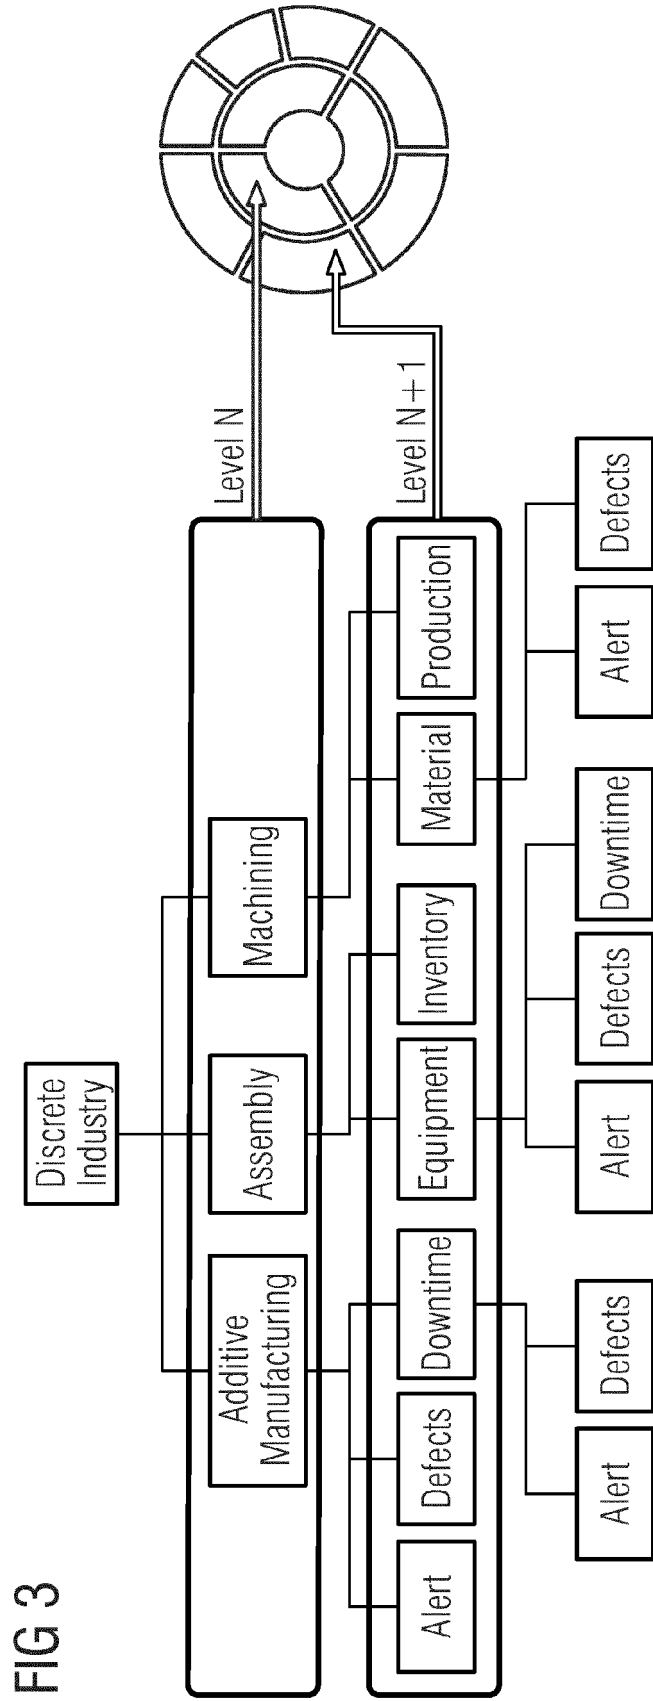 FIG 3
Discrete
Industry
Additive
Manufacturing
Assembly
Machining
Level N
Alert
Defects
Downtime
Equipment
Inventory
Material
Production
Level N+1
Alert
Defects
Alert
Defects
Downtime
Alert
Defects